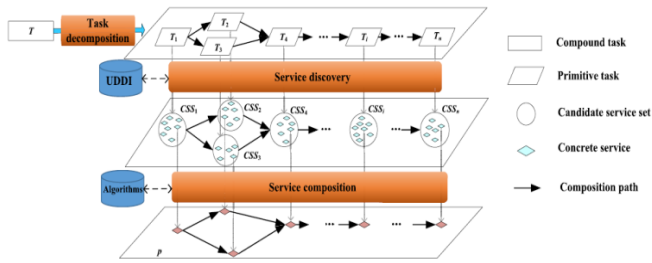 T
Task
decomposition
T1 T2 T3 T4 ... Ti ... Tn
Compound task
UDDI
Service discovery
Primitive task
CSS1 CSS2 CSS3 CSS4 ... CSSi ... CSSn
Candidate service set
Concrete service
Algorithms
Service composition
Composition path
... ...
p